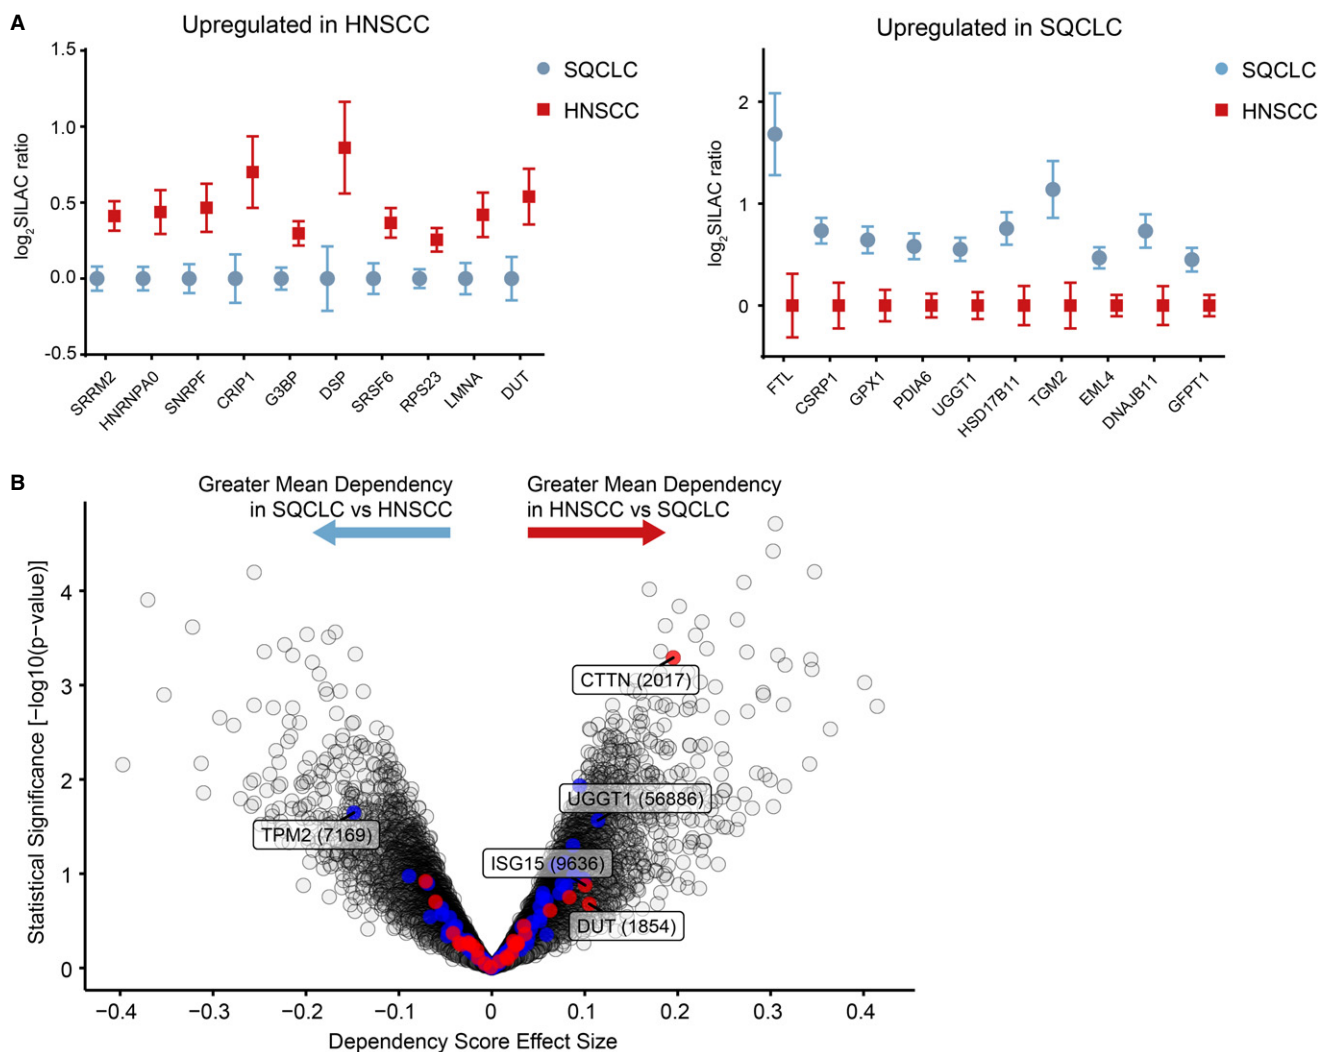 A
Upregulated in HNSCC
1.5
1.0
0.5
0.0
-0.5
log2SILAC ratio
SQCLC
HNSCC
SRRM2
HNRNPA0
SNRPF
CRIP1
G3BP
DSP
SRSF6
RPS23
LMNA
DUT
Upregulated in SQCLC
2
1
0
log2SILAC ratio
SQCLC
HNSCC
FTL
CSRP1
GPX1
PDIA6
UGGT1
HSD17B11
TGM2
EML4
DNAJB11
GFPT1
B
Greater Mean Dependency
in SQCLC vs HNSCC
Greater Mean Dependency
in HNSCC vs SQCLC
Statistical Significance [−log10(p−value)]
4
3
2
1
0
CTTN (2017)
UGGT1 (56886)
TPM2 (7169)
ISG15 (9636)
DUT (1854)
−0.4
−0.3
−0.2
−0.1
0
0.1
0.2
0.3
0.4
Dependency Score Effect Size